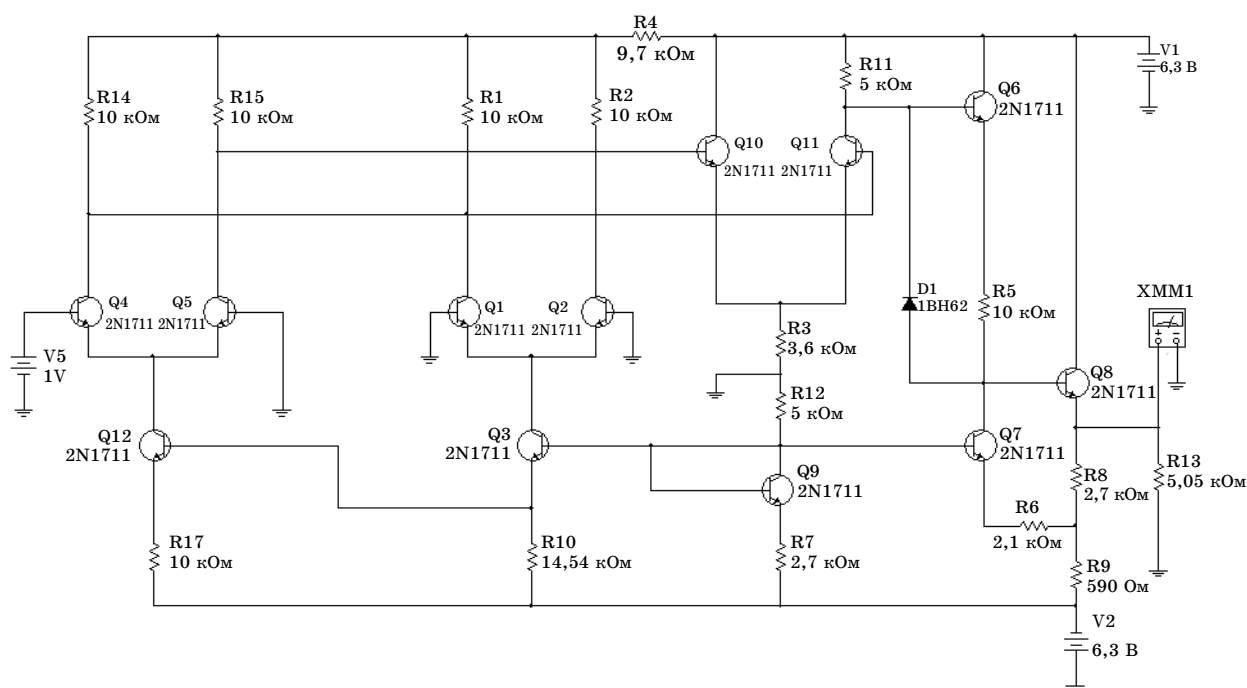 R4
9,7 кОм
V1
6,3 В
R14
10 кОм
R15
10 кОм
R1
10 кОм
R2
10 кОм
R11
5 кОм
Q6
2N1711
Q10
2N1711
Q11
2N1711
Q4
2N1711
Q5
2N1711
Q1
2N1711
Q2
2N1711
D1
1BH62
R5
10 кОм
XMM1
R3
3,6 кОм
V5
1V
R12
5 кОм
Q8
2N1711
Q12
2N1711
Q3
2N1711
Q7
2N1711
Q9
2N1711
R8
2,7 кОм
R13
5,05 кОм
R6
2,1 кОм
R17
10 кОм
R10
14,54 кОм
R7
2,7 кОм
R9
590 Ом
V2
6,3 В